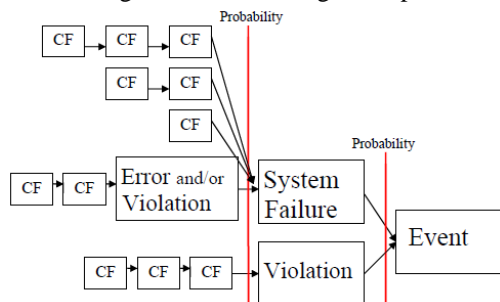 Probability
CF CF CF
CF CF
CF
Probability
CF CF
Error and/or
Violation
System
Failure
Event
CF CF CF
Violation